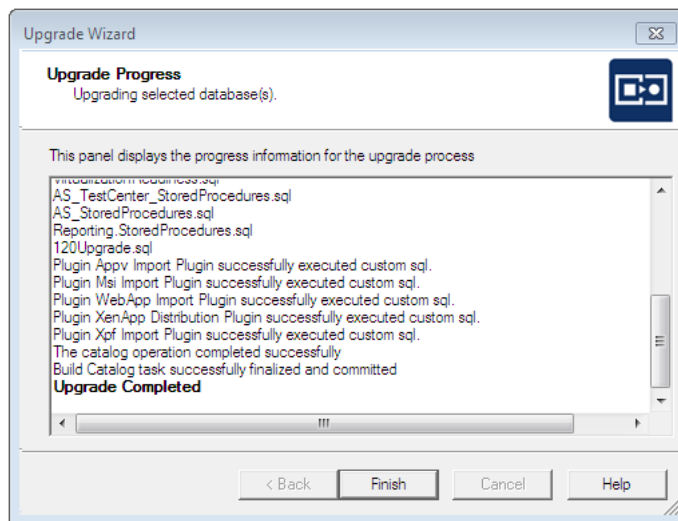 Upgrade Wizard
Upgrade Progress
Upgrading selected database(s).
This panel displays the progress information for the upgrade process
VirtualizationReadiness.sql
AS_TestCenter_StoredProcedures.sql
AS_StoredProcedures.sql
Reporting.StoredProcedures.sql
120Upgrade.sql
Plugin Appv Import Plugin successfully executed custom sql.
Plugin Msi Import Plugin successfully executed custom sql.
Plugin WebApp Import Plugin successfully executed custom sql.
Plugin XenApp Distribution Plugin successfully executed custom sql.
Plugin Xpf Import Plugin successfully executed custom sql.
The catalog operation completed successfully
Build Catalog task successfully finalized and committed
Upgrade Completed
< Back Finish Cancel Help